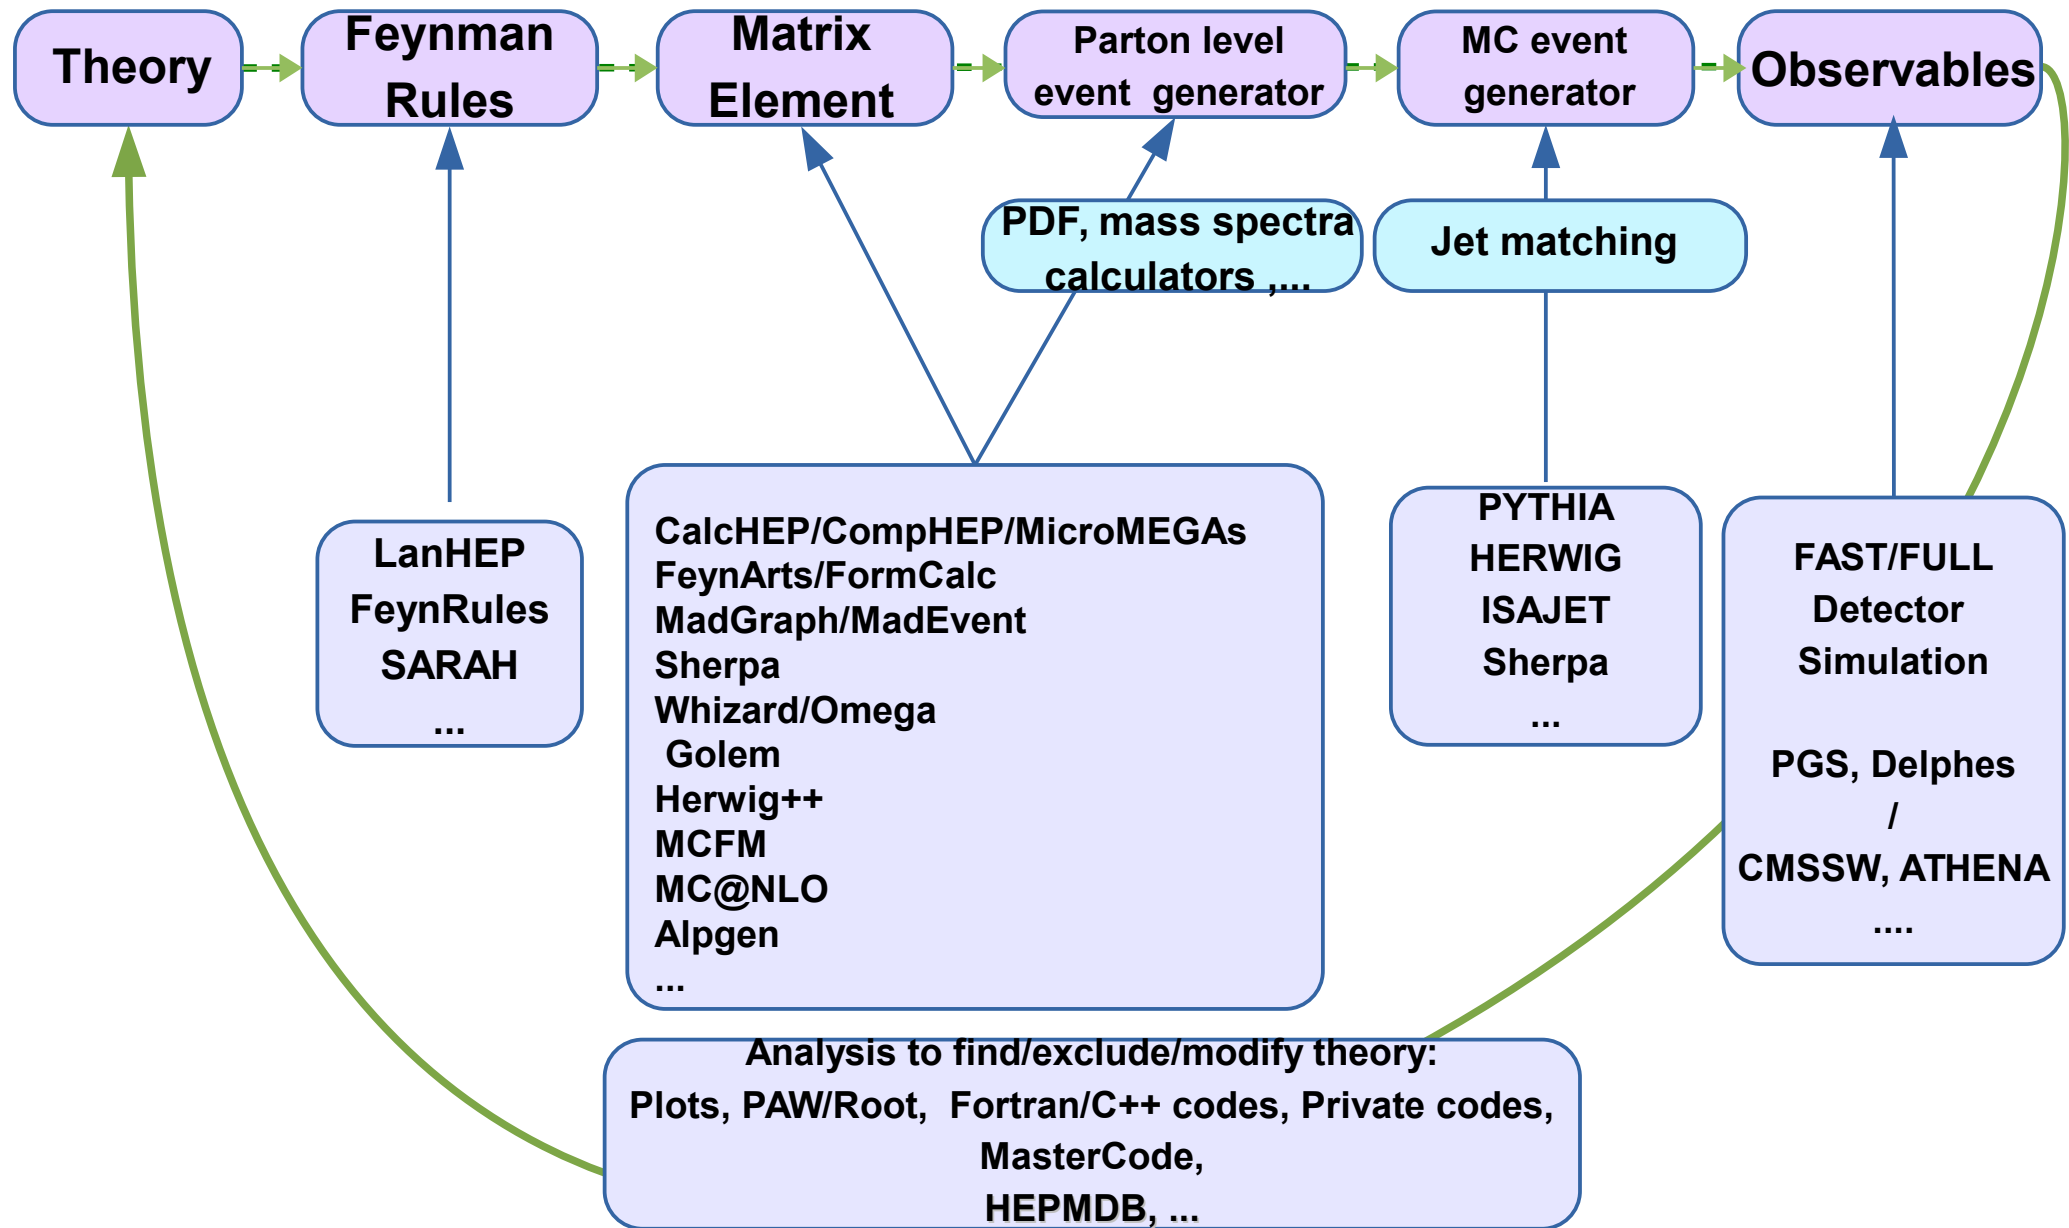 Theory
Feynman
Rules
Matrix
Element
Parton level
event generator
MC event
generator
Observables
PDF, mass spectra
calculators ,...
Jet matching
LanHEP
FeynRules
SARAH
...
CalcHEP/CompHEP/MicroMEGAs
FeynArts/FormCalc
MadGraph/MadEvent
Sherpa
Whizard/Omega
Golem
Herwig++
MCFM
MC@NLO
Alpgen
...
PYTHIA
HERWIG
ISAJET
Sherpa
...
FAST/FULL
Detector
Simulation
PGS, Delphes
/
CMSSW, ATHENA
....
Analysis to find/exclude/modify theory:
Plots, PAW/Root, Fortran/C++ codes, Private codes,
MasterCode,
HEPMDB, ...